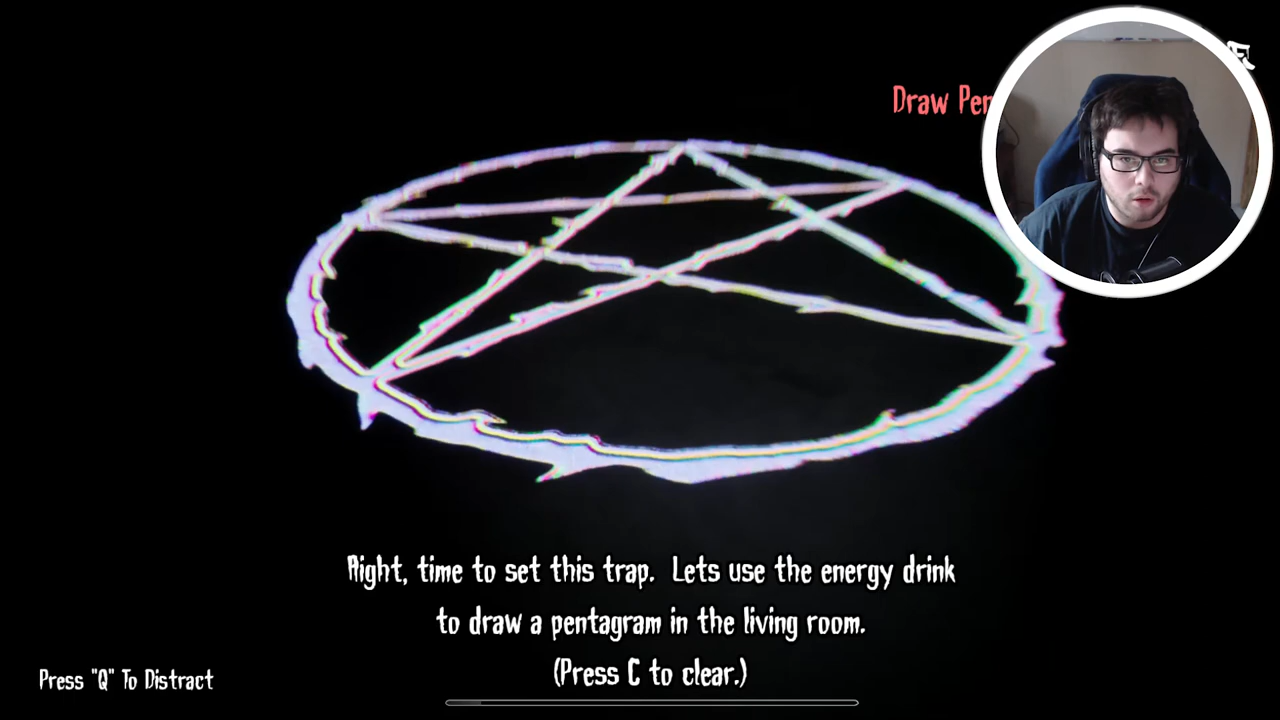 Draw
Right, time to set this trap.  Lets use the energy drink
to draw a pentagram in the living room.
(Press C to clear.)
Press "Q" To Distract